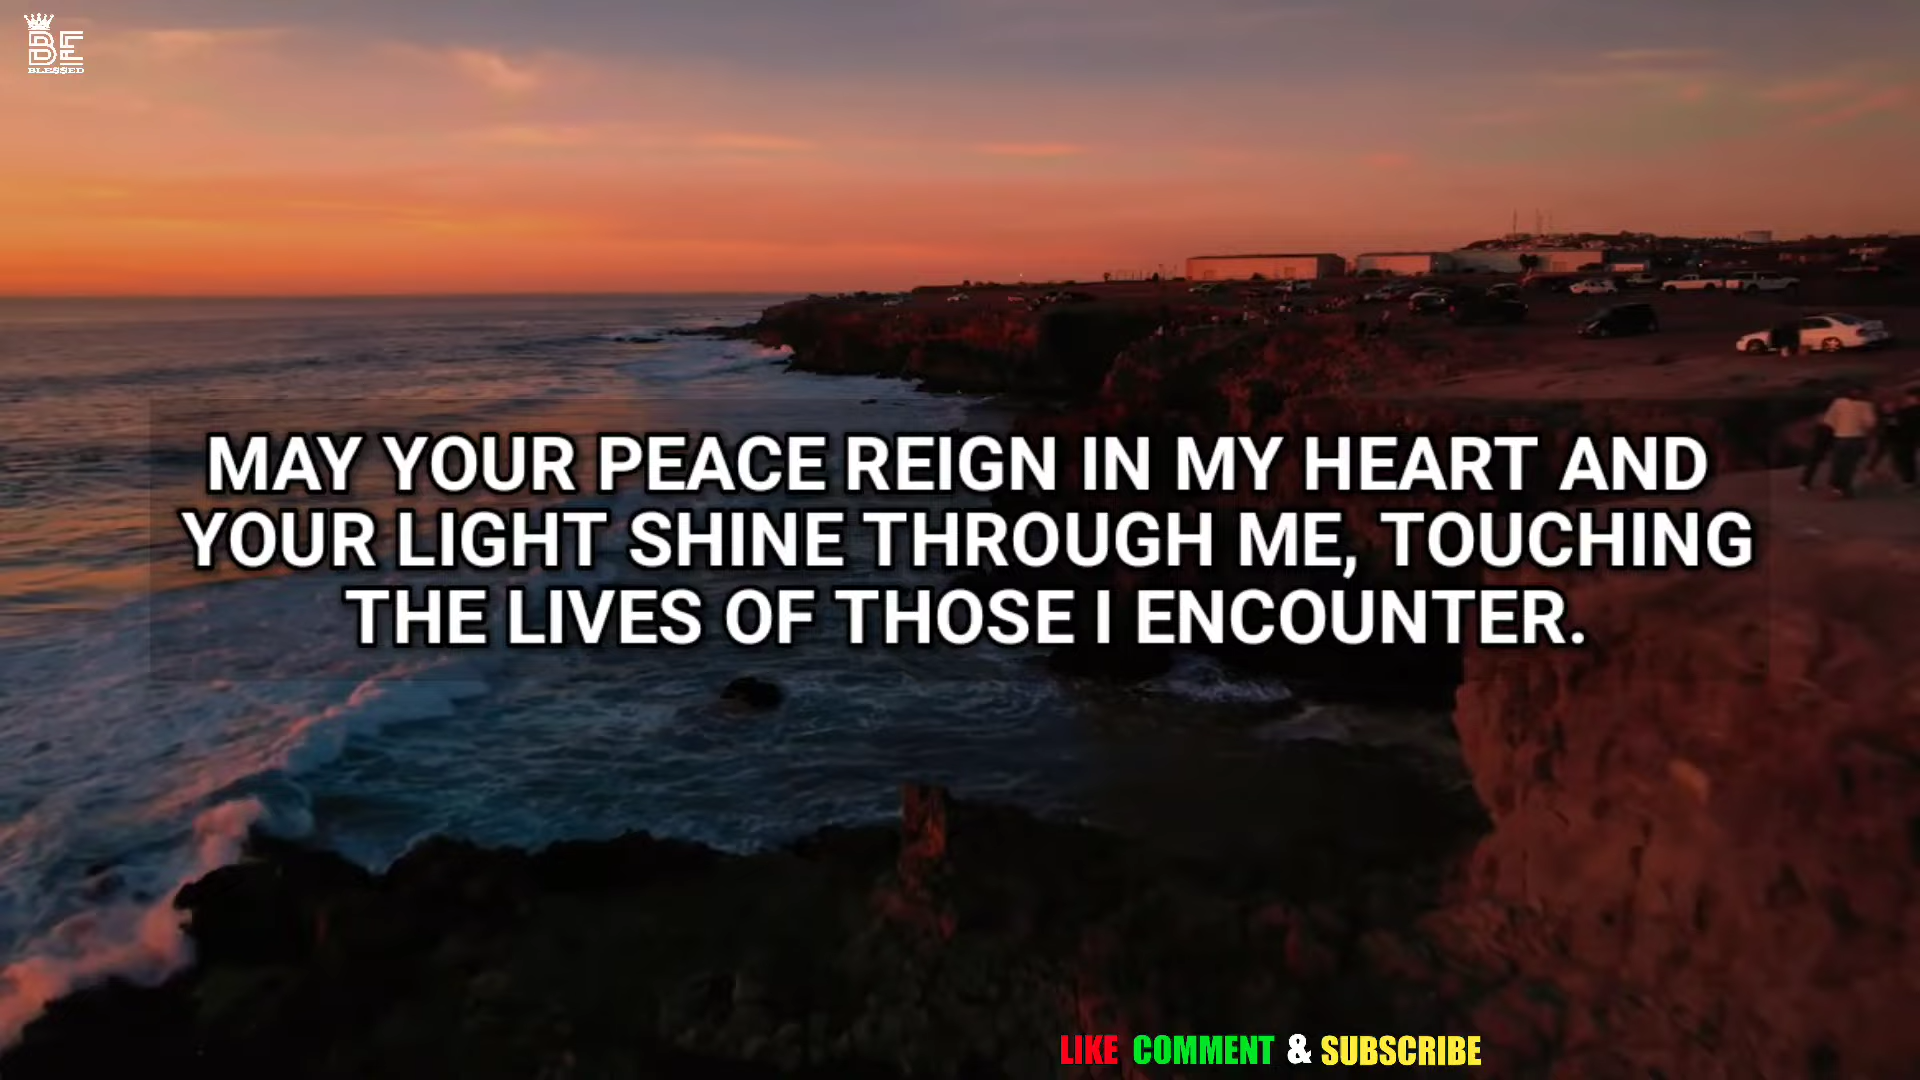 BE
BLESSED
MAY YOUR PEACE REIGN IN MY HEART AND
YOUR LIGHT SHINE THROUGH ME, TOUCHING
THE LIVES OF THOSE I ENCOUNTER.
LIKE COMMENT & SUBSCRIBE